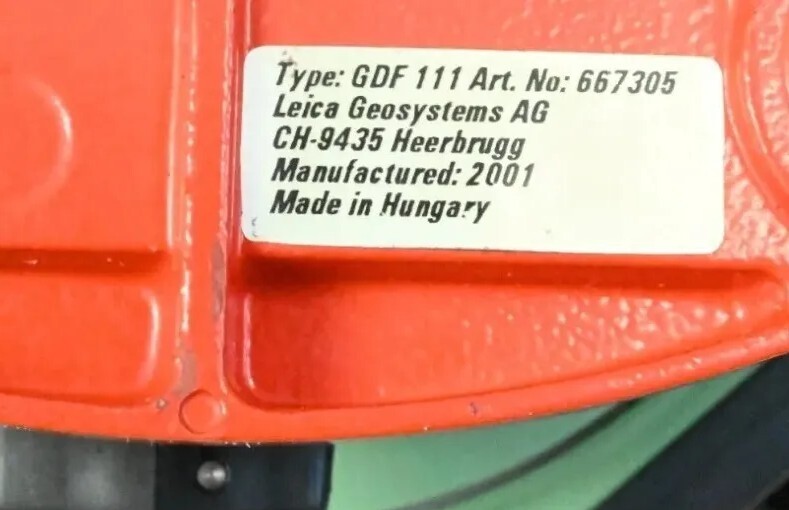 Type: GDF 111 Art. No: 667305
Leica Geosystems AG
CH-9435 Heerbrugg
Manufactured: 2001
Made in Hungary